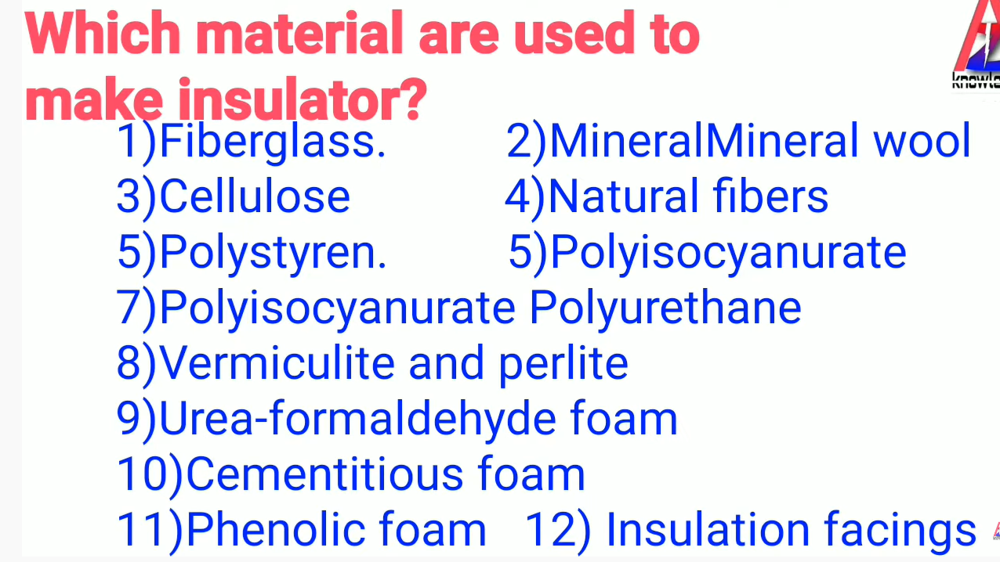 Which material are used to
make insulator?
1)Fiberglass. 2)MineralMineral wool
3)Cellulose 4)Natural fibers
5)Polystyren. 5)Polyisocyanurate
7)Polyisocyanurate Polyurethane
8)Vermiculite and perlite
9)Urea-formaldehyde foam
10)Cementitious foam
11)Phenolic foam 12) Insulation facings